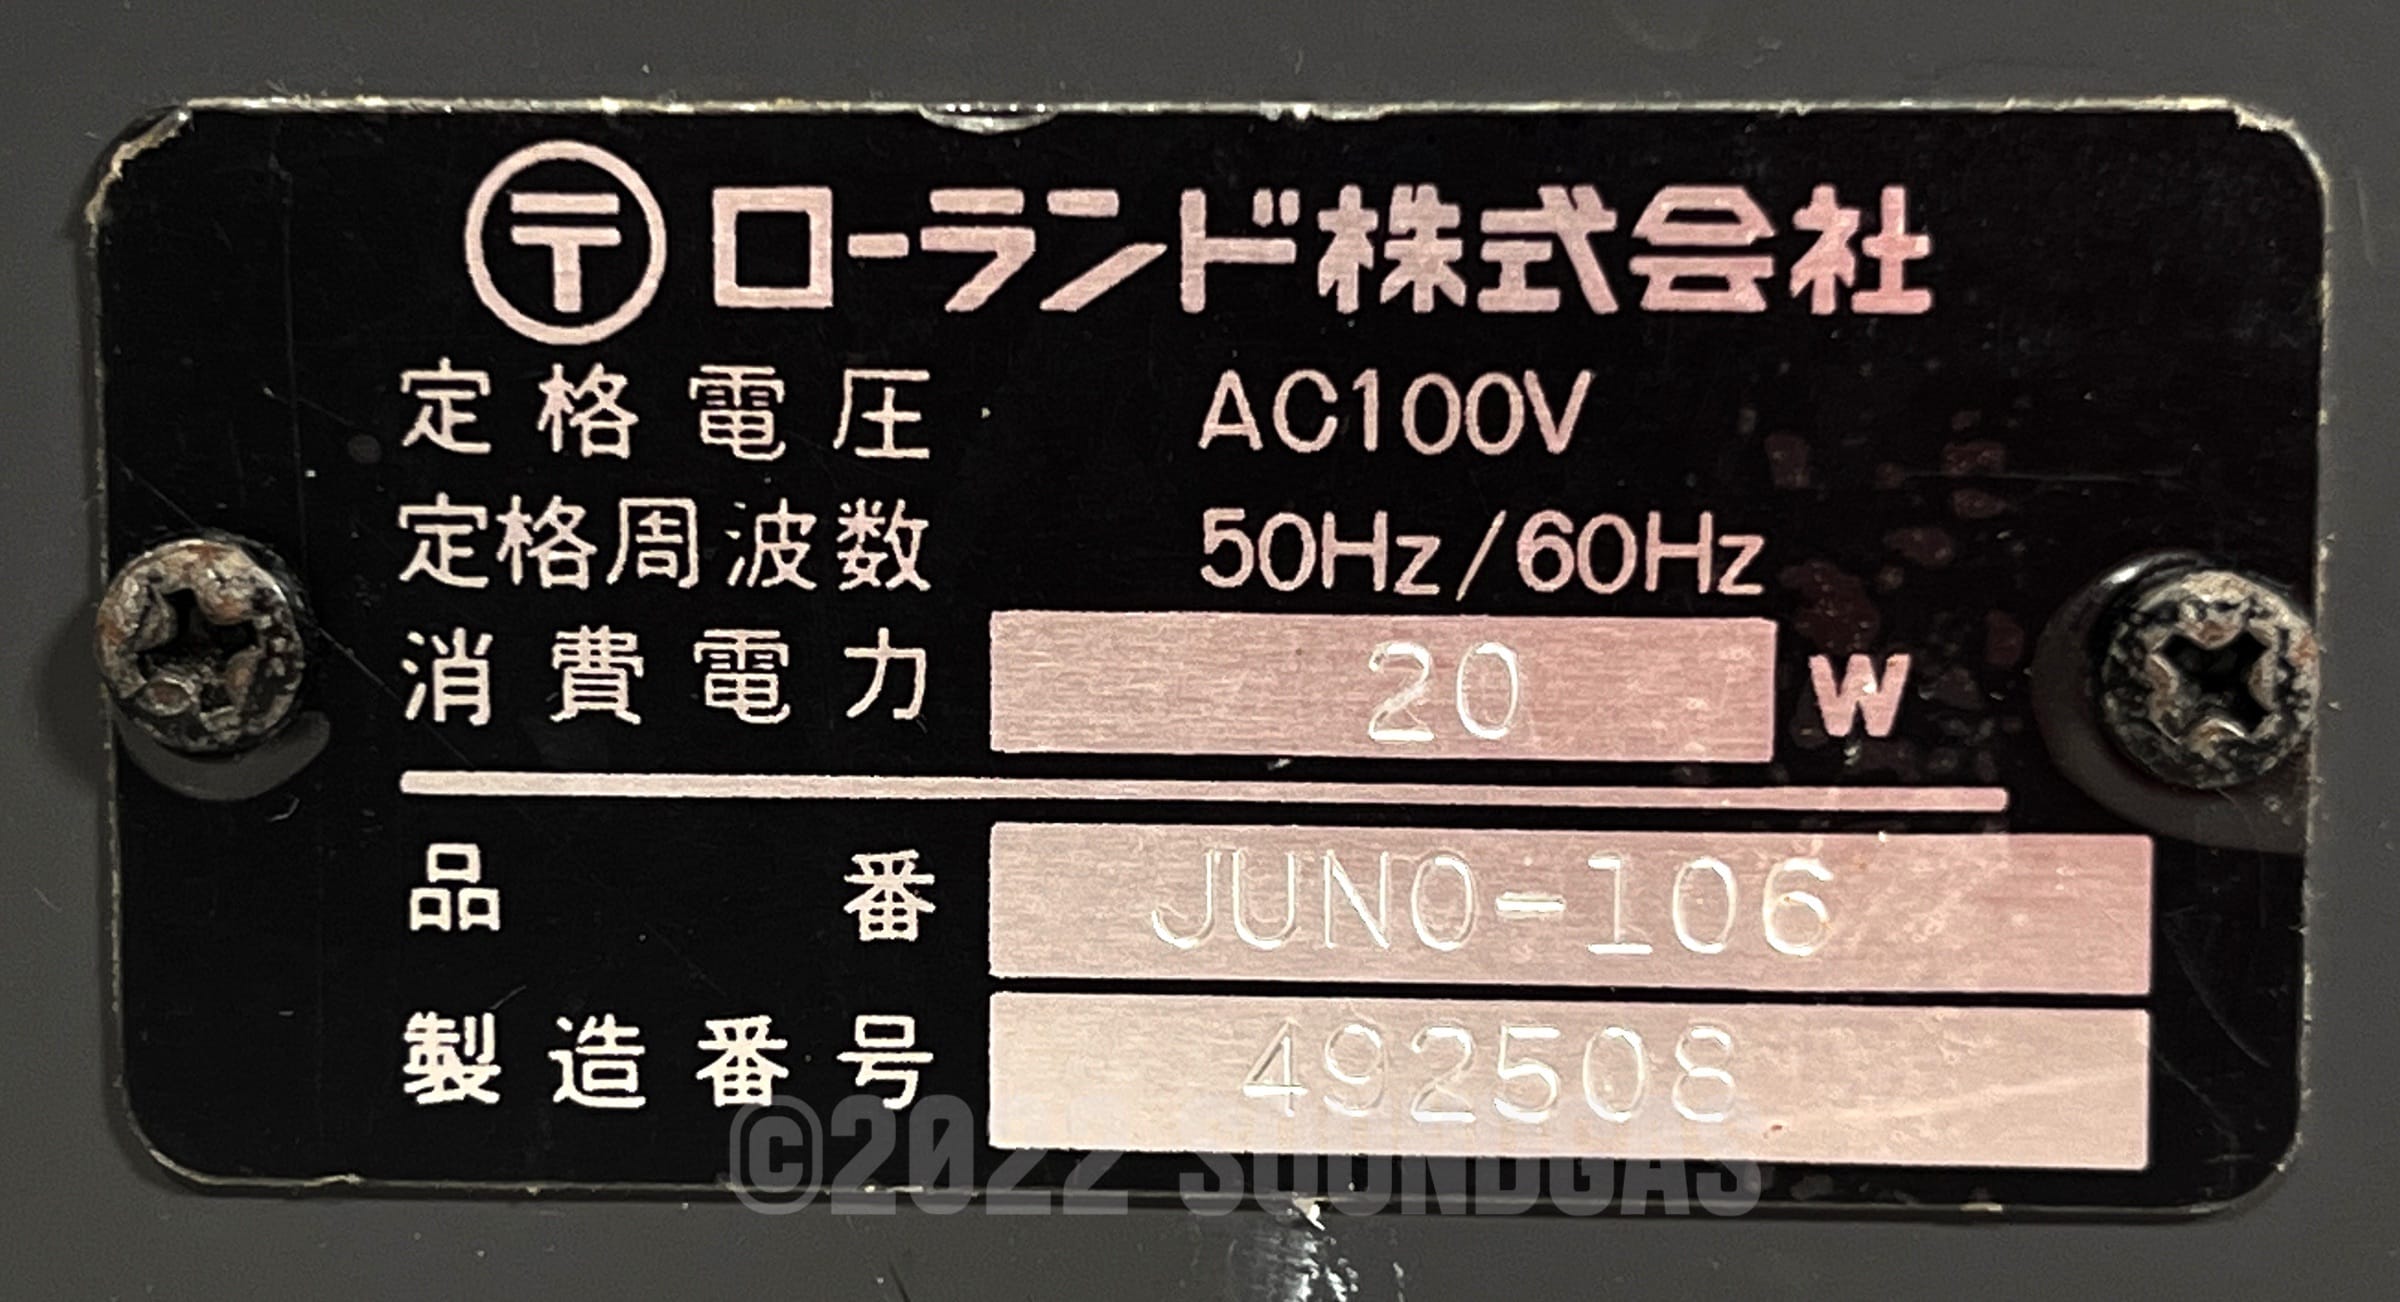 〶 ローランド株式会社
定格電圧 AC100V
定格周波数 50Hz/60Hz
消費電力 20 W
品番 JUNO-106
製造番号 492508
©2022 SOUNDGAS